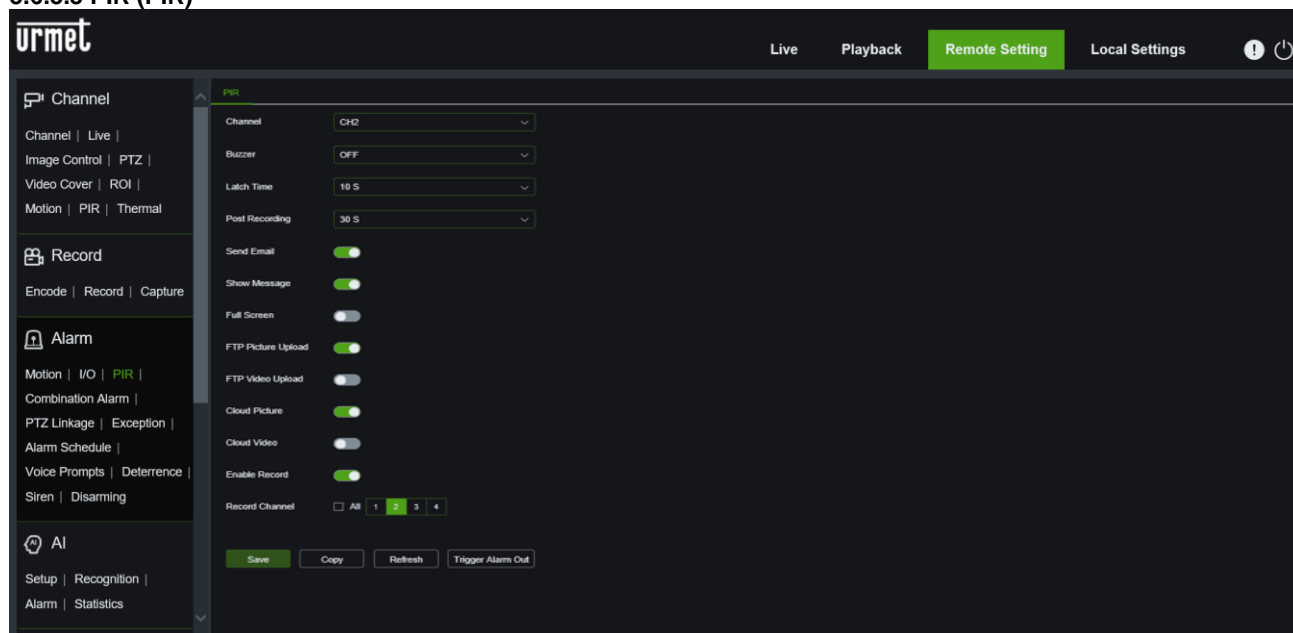 urmet
Live Playback Remote Setting Local Settings
Channel
Channel | Live |
Image Control | PTZ |
Video Cover | ROI |
Motion | PIR | Thermal
Record
Encode | Record | Capture
Alarm
Motion | I/O | PIR |
Combination Alarm |
PTZ Linkage | Exception |
Alarm Schedule |
Voice Prompts | Deterrence |
Siren | Disarming
AI
Setup | Recognition |
Alarm | Statistics
PIR
Channel CH2
Buzzer OFF
Latch Time 10 S
Post Recording 30 S
Send Email
Show Message
Full Screen
FTP Picture Upload
FTP Video Upload
Cloud Picture
Cloud Video
Enable Record
Record Channel All 1 2 3 4
Save Copy Refresh Trigger Alarm Out